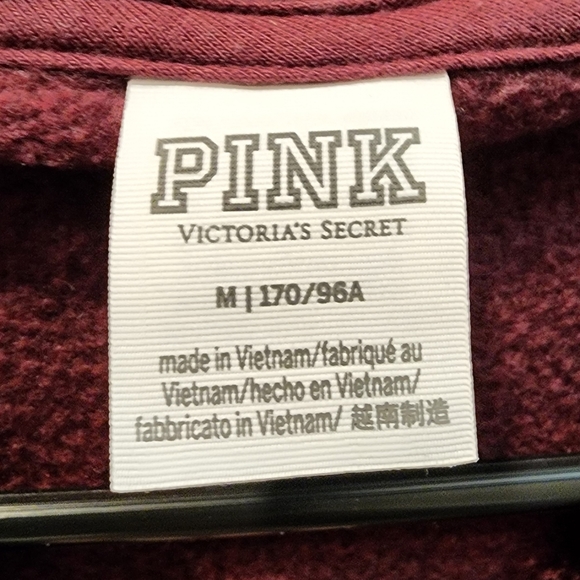 PINK
VICTORIA'S SECRET
M | 170/96A
made in Vietnam/fabriqué au
Vietnam/hecho en Vietnam/
fabbricato in Vietnam/ 越南制造